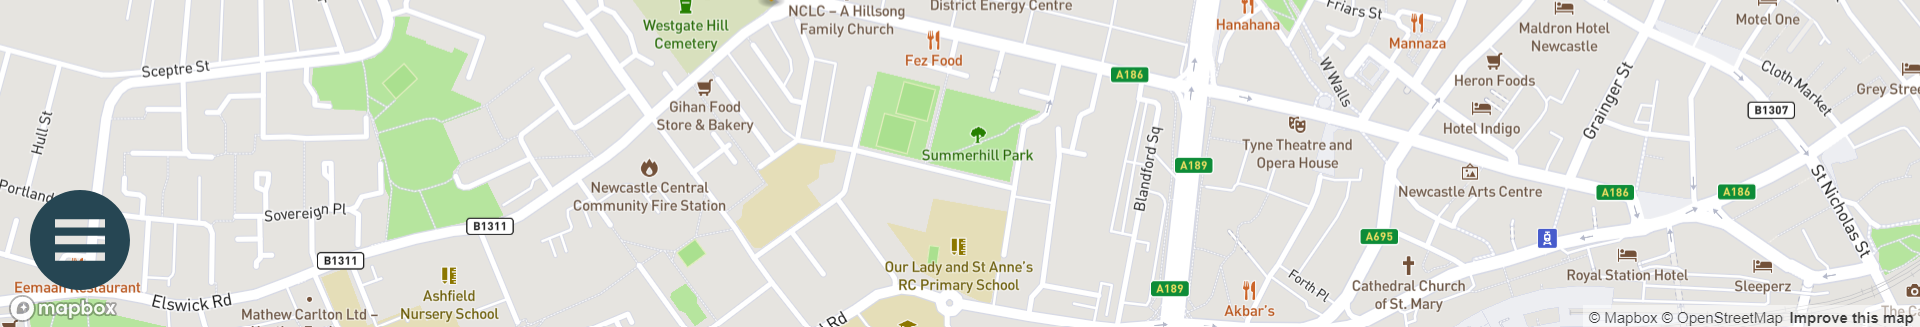 NCLC – A Hillsong
Family Church
District Energy Centre
Westgate Hill
Cemetery
Hanahana
Friars St
Mannaza
Maldron Hotel
Newcastle
Motel One
Fez Food
Sceptre St
A186
W Walls
Heron Foods
Grainger St
Cloth Market
Grey Stree
Gihan Food
Store & Bakery
Hull St
Hotel Indigo
B1307
Tyne Theatre and
Opera House
Summerhill Park
A189
Blandford Sq
Newcastle Central
Community Fire Station
Portland
Newcastle Arts Centre
A186
A186
St Nicholas St
Sovereign Pl
B1311
A695
B1311
Our Lady and St Anne's
RC Primary School
Ashfield
Nursery School
Eemaan Restaurant
Elswick Rd
Mathew Carlton Ltd –
A189
Akbar's
Forth Pl
Cathedral Church
of St. Mary
Royal Station Hotel
Sleeperz
mapbox
Rd
The Ca
© Mapbox © OpenStreetMap Improve this map